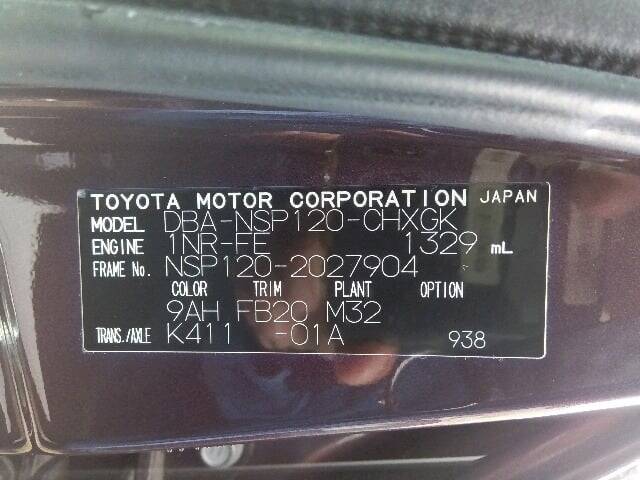 TOYOTA MOTOR CORPORATION JAPAN
MODEL DBA-NSP120-CHXGK
ENGINE 1NR-FE 1329 mL
FRAME No. NSP120-2027904
COLOR TRIM PLANT OPTION
9AH FB20 M32
TRANS./AXLE K411 -01A 938